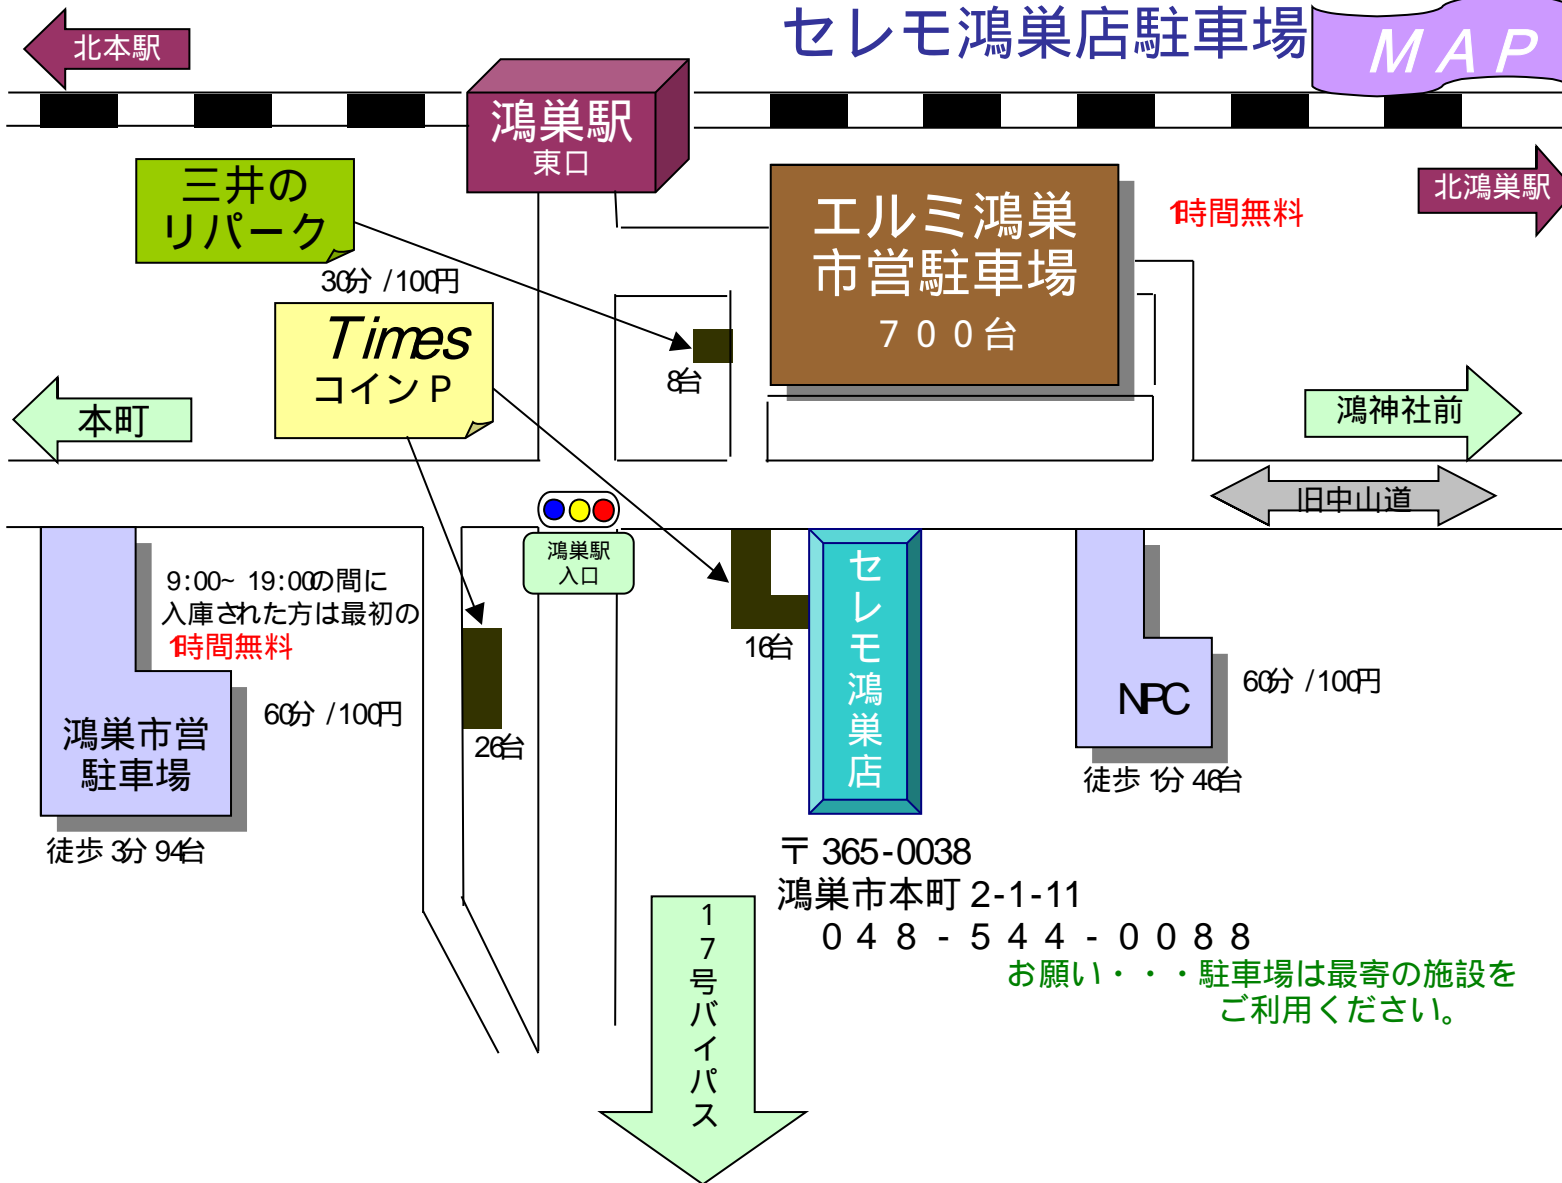 セレモ鴻巣店駐車場
MAP
北本駅
鴻巣駅
東口
北鴻巣駅
三井の
リパーク
30分 /100円
エルミ鴻巣
市営駐車場
700台
1時間無料
Times
コインP
8台
本町
鴻神社前
旧中山道
鴻巣駅
入口
9:00~ 19:00の間に
入庫された方は最初の
1時間無料
60分 /100円
鴻巣市営
駐車場
徒歩 3分 94台
26台
16台
セレモ鴻巣店
NPC
60分 /100円
徒歩 1分 46台
〒 365-0038
鴻巣市本町 2-1-11
048-544-0088
お願い・・・駐車場は最寄の施設を
ご利用ください。
17号バイパス